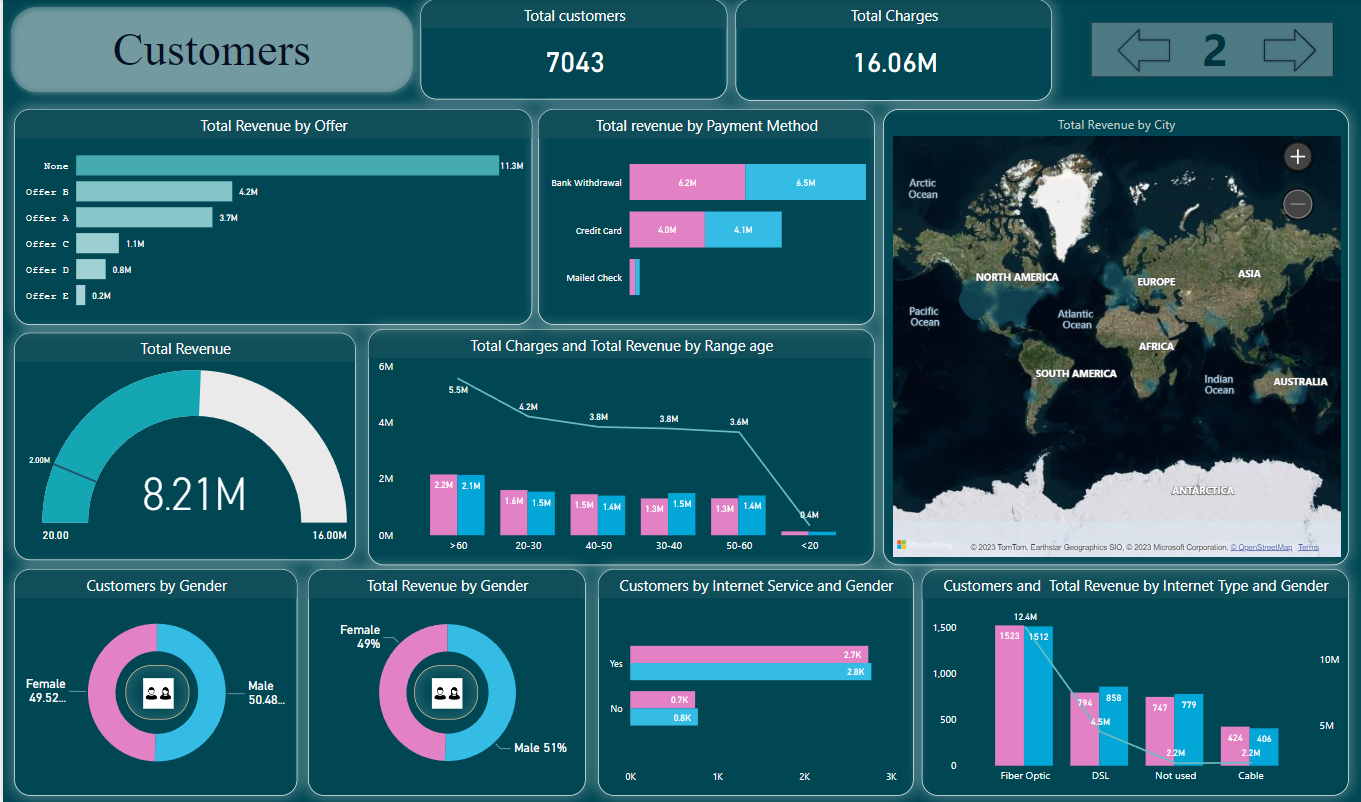 Customers
Total customers
7043
Total Charges
16.06M
2
Total Revenue by Offer
None
11.3M
Offer B
4.2M
Offer A
3.7M
Offer C
1.1M
Offer D
0.8M
Offer E
0.2M
Total revenue by Payment Method
Bank Withdrawal
6.2M
6.5M
Credit Card
4.0M
4.1M
Mailed Check
Total Revenue by City
Arctic
Ocean
NORTH AMERICA
EUROPE
ASIA
Pacific
Ocean
Atlantic
Ocean
AFRICA
SOUTH AMERICA
Indian
Ocean
AUSTRALIA
ANTARCTICA
© 2023 TomTom, Earthstar Geographics SIO, © 2023 Microsoft Corporation, © OpenStreetMap Terms
Total Revenue
2.00M
8.21M
20.00
16.00M
Total Charges and Total Revenue by Range age
6M
4M
2M
0M
5.5M
4.2M
3.8M
3.8M
3.6M
0.4M
2.2M
2.1M
1.6M
1.5M
1.5M
1.4M
1.3M
1.5M
1.3M
1.4M
>60
20-30
40-50
30-40
50-60
<20
Customers by Gender
Female
49.52...
Male
50.48...
Total Revenue by Gender
Female
49%
Male 51%
Customers by Internet Service and Gender
Yes
2.7K
2.8K
No
0.7K
0.8K
0K
1K
2K
3K
Customers and Total Revenue by Internet Type and Gender
1,500
1,000
500
0
12.4M
1523
1512
794
858
4.5M
747
779
2.2M
424
406
2.2M
10M
5M
Fiber Optic
DSL
Not used
Cable